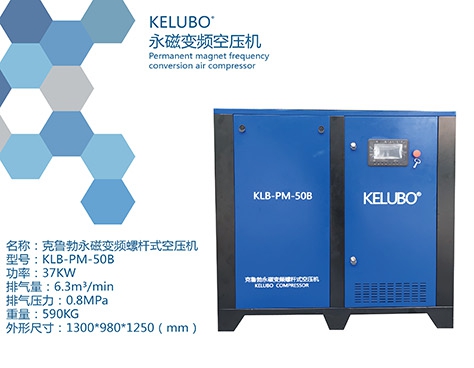 KELUBO®
永磁变频空压机
Permanent magnet frequency
conversion air compressor
KLB-PM-50B
KELUBO®
克鲁勃永磁变频螺杆式空压机
KELUBO COMPRESSOR
名称：克鲁勃永磁变频螺杆式空压机
型号：KLB-PM-50B
功率：37KW
排气量：6.3m³/min
排气压力：0.8MPa
重量：590KG
外形尺寸：1300*980*1250（mm）